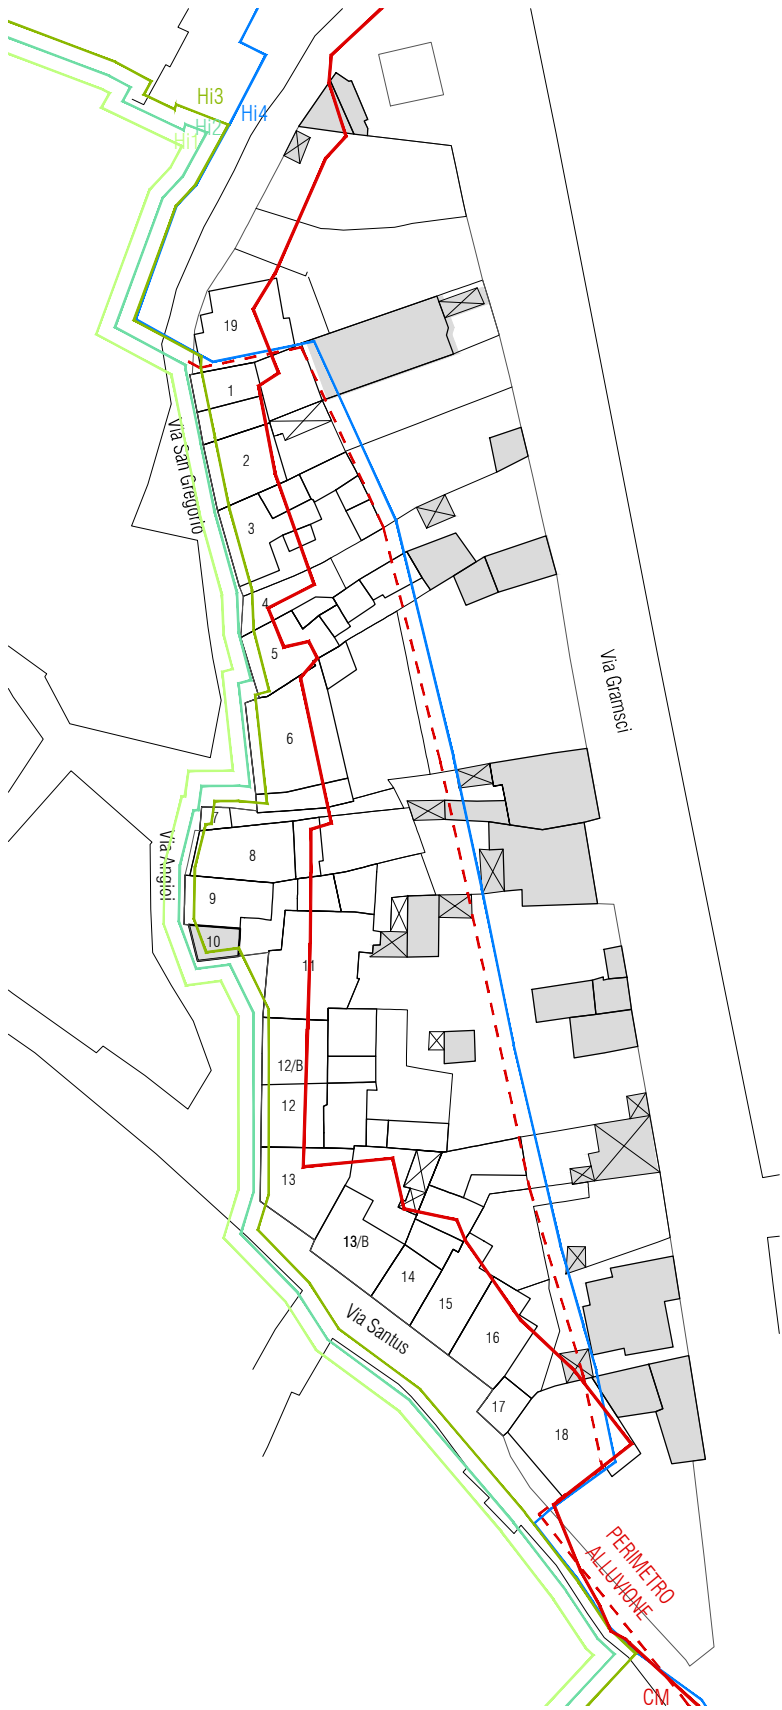 Hi3
Hi4
Hi2
Hi1
19
1
Via San Gregorio
2
3
4
5
Via Gramsci
6
7
8
Via Angioi
9
10
11
12/B
12
13
13/B
14
15
16
Via Santus
17
18
PERIMETRO
ALLUVIONE
CM